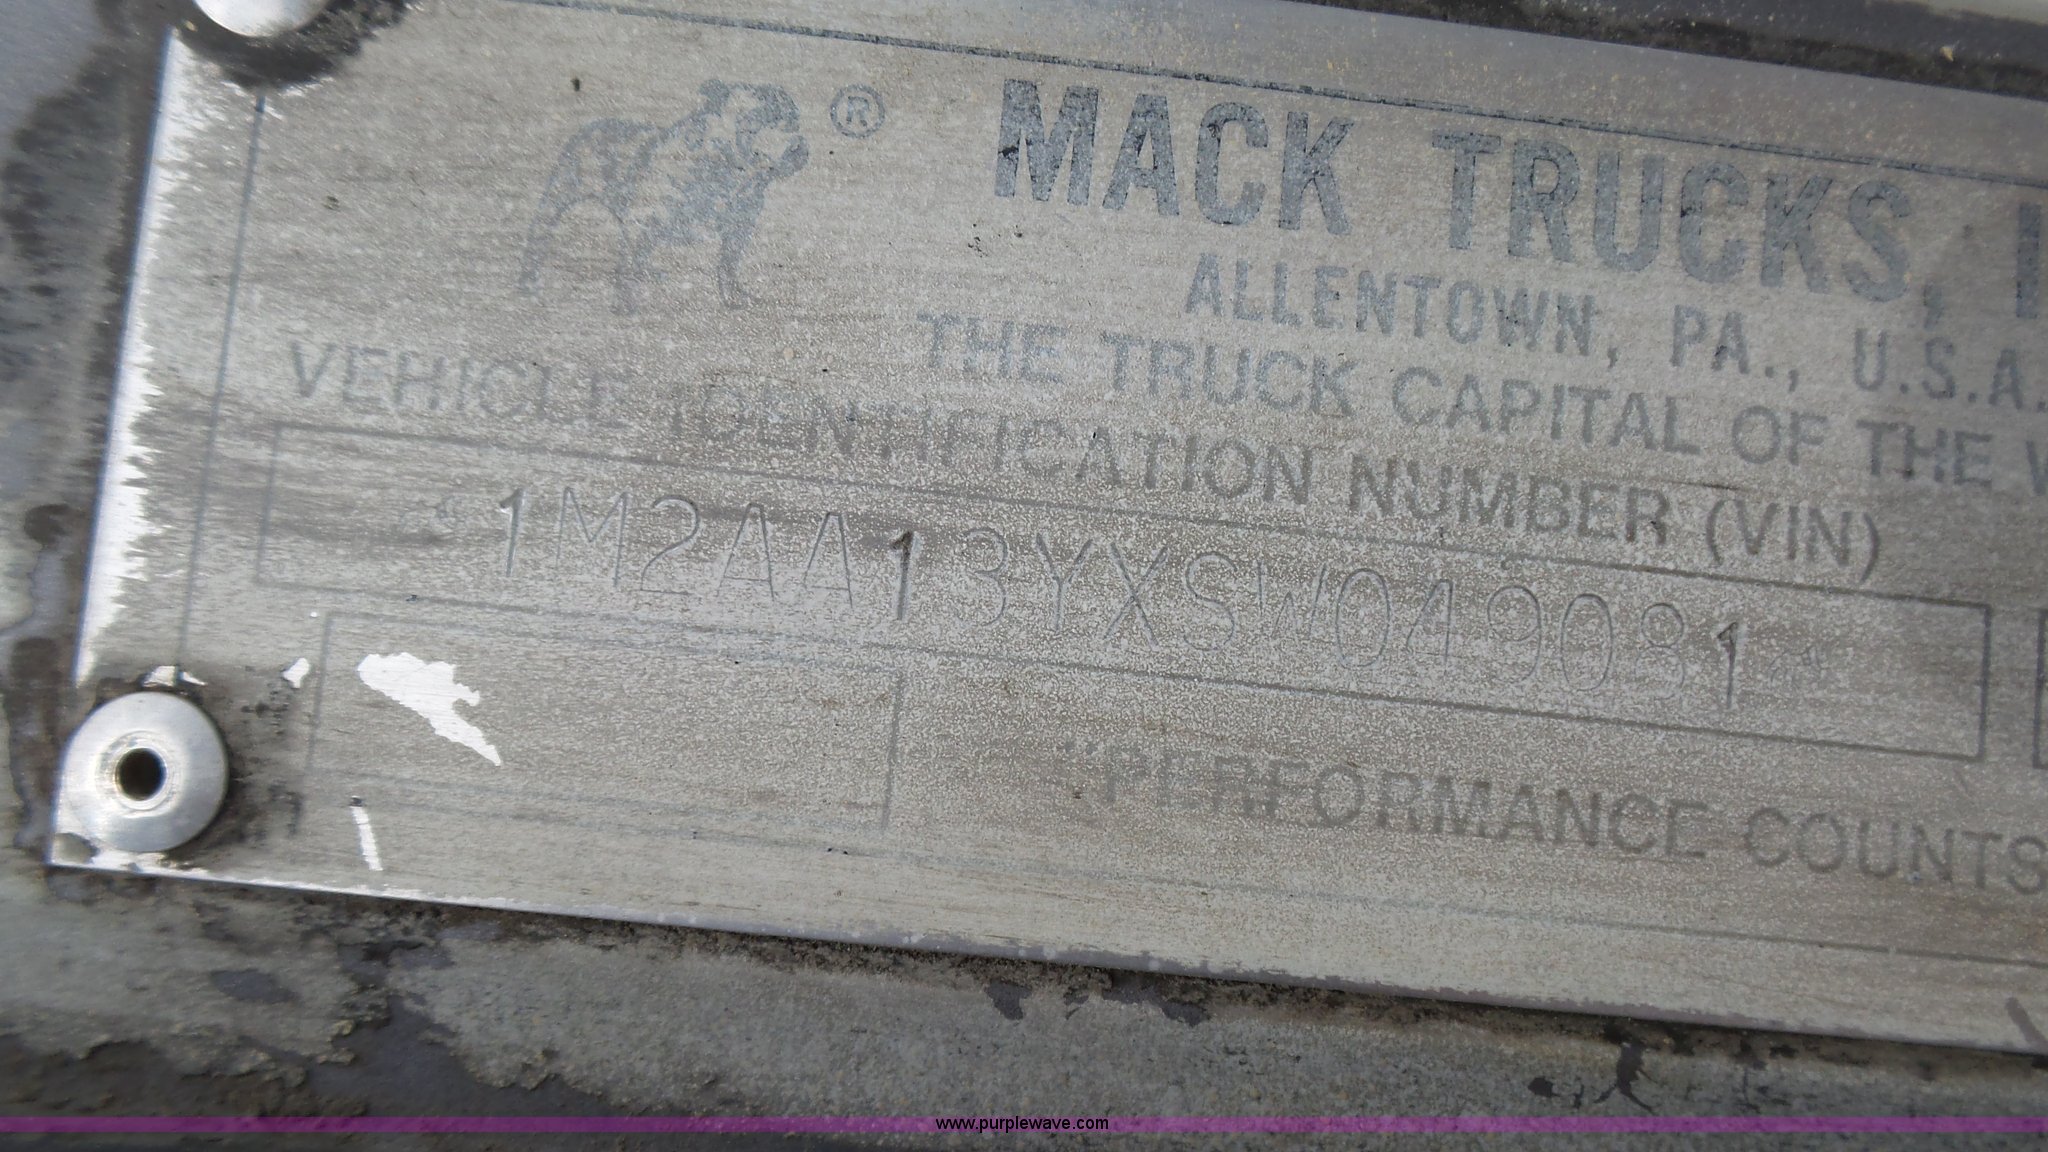 ® MACK TRUCKS, I
ALLENTOWN, PA., U.S.A.
THE TRUCK CAPITAL OF THE W
VEHICLE IDENTIFICATION NUMBER (VIN)
1M2AA13YXSW049081
"PERFORMANCE COUNTS
www.purplewave.com